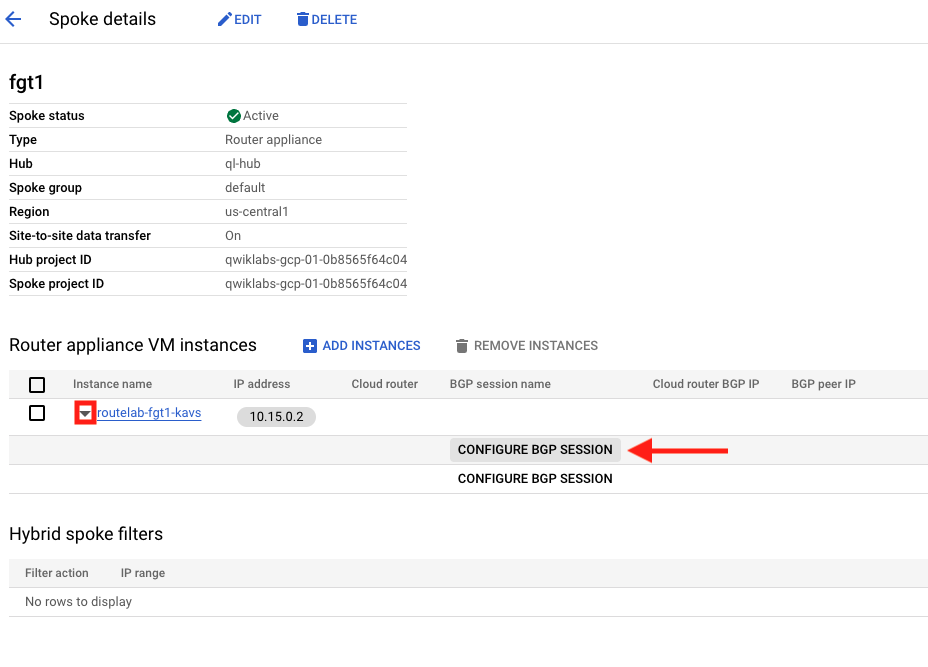 Spoke details EDIT DELETE
fgt1
Spoke status Active
Type Router appliance
Hub ql-hub
Spoke group default
Region us-central1
Site-to-site data transfer On
Hub project ID qwiklabs-gcp-01-0b8565f64c04
Spoke project ID qwiklabs-gcp-01-0b8565f64c04
Router appliance VM instances ADD INSTANCES REMOVE INSTANCES
Instance name IP address Cloud router BGP session name Cloud router BGP IP BGP peer IP
routelab-fgt1-kavs 10.15.0.2
CONFIGURE BGP SESSION
CONFIGURE BGP SESSION
Hybrid spoke filters
Filter action IP range
No rows to display